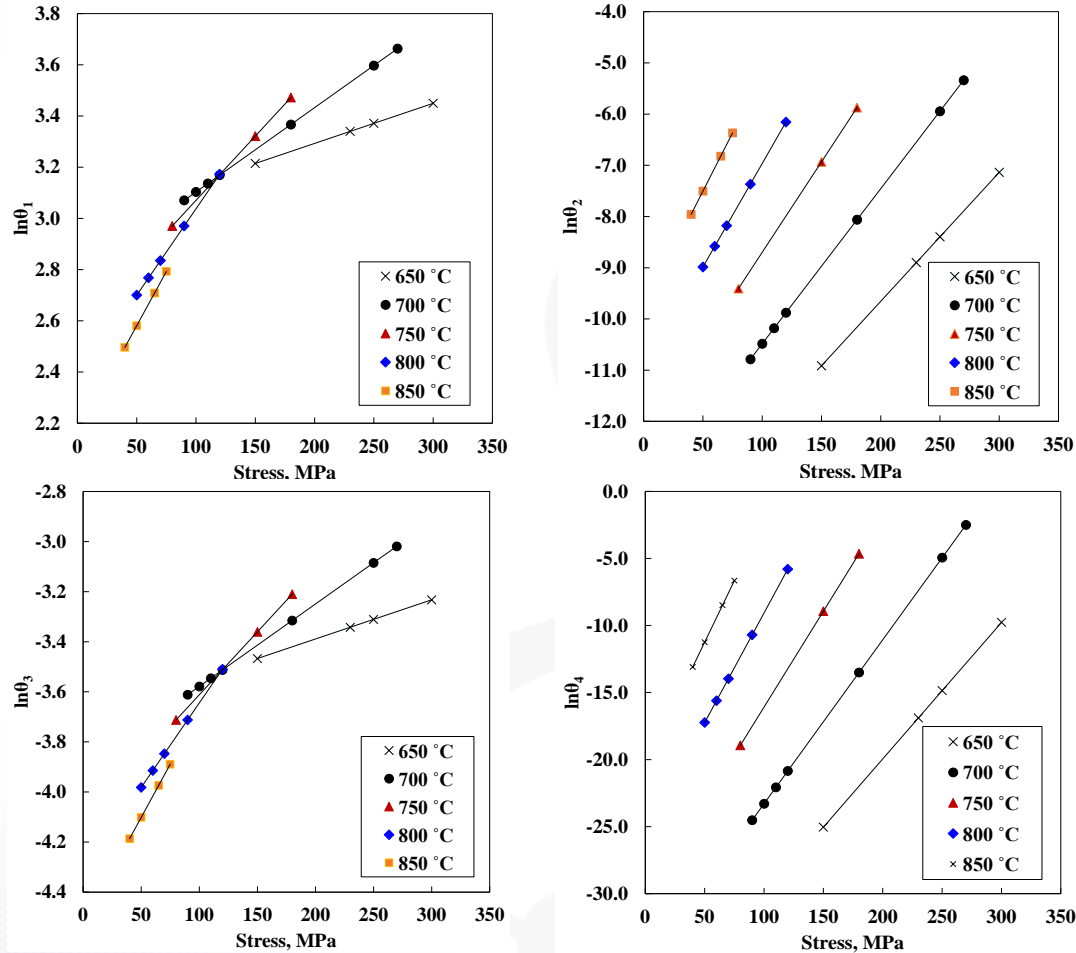 3.8
3.6
3.4
3.2
3.0
2.8
2.6
2.4
2.2
lnθ1
0 50 100 150 200 250 300 350
Stress, MPa
650 ˚C
700 ˚C
750 ˚C
800 ˚C
850 ˚C
-4.0
-5.0
-6.0
-7.0
-8.0
-9.0
-10.0
-11.0
-12.0
lnθ2
0 50 100 150 200 250 300 350
Stress, MPa
650 ˚C
700 ˚C
750 ˚C
800 ˚C
850 ˚C
-2.8
-3.0
-3.2
-3.4
-3.6
-3.8
-4.0
-4.2
-4.4
lnθ3
0 50 100 150 200 250 300 350
Stress, MPa
650 ˚C
700 ˚C
750 ˚C
800 ˚C
850 ˚C
0.0
-5.0
-10.0
-15.0
-20.0
-25.0
-30.0
lnθ4
0 50 100 150 200 250 300 350
Stress, MPa
650 ˚C
700 ˚C
750 ˚C
800 ˚C
850 ˚C